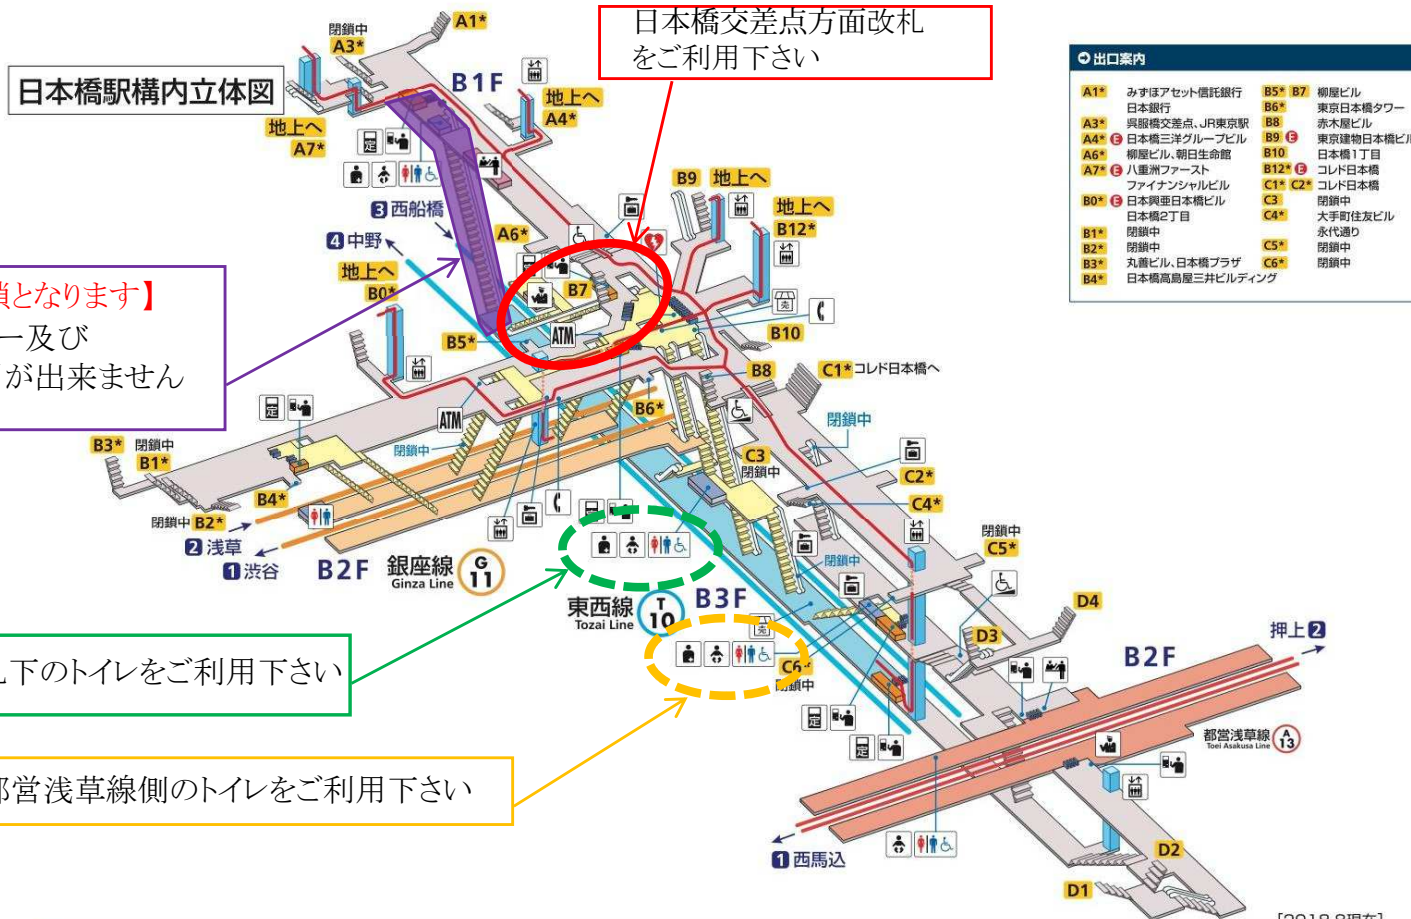 日本橋駅構内立体図
日本橋交差点方面改札
をご利用下さい
出口案内
A1* みずほアセット信託銀行
日本銀行
A3* 呉服橋交差点、JR東京駅
A4* E 日本橋三洋グループビル
A6* 柳屋ビル、朝日生命館
A7* E 八重洲ファースト
ファイナンシャルビル
B0* E 日本興亜日本橋ビル
日本橋2丁目
B1* 閉鎖中
B2* 閉鎖中
B3* 丸善ビル、日本橋プラザ
B4* 日本橋高島屋三井ビルディング
B5* B7 柳屋ビル
B6* 東京日本橋タワー
B8 赤木屋ビル
B9 E 東京建物日本橋ビル
B10 日本橋1丁目
B12* E コレド日本橋
C1* C2* コレド日本橋
C3 閉鎖中
C4* 大手町住友ビル
永代通り
C5* 閉鎖中
C6* 閉鎖中
A1*
閉鎖中
A3*
B1F
地上へ
A4*
地上へ
A7*
定
3 西船橋
4 中野
A6*
B9
地上へ
地上へ
B12*
地上へ
B0*
B7
B5*
ATM
売
B10
鎖となります】
ー及び
が出来ません
B8
C1* コレド日本橋へ
ATM
定
B6*
閉鎖中
閉鎖中
B3* 閉鎖中
B1*
C3
閉鎖中
C2*
B4*
C4*
閉鎖中 B2*
2 浅草
1 渋谷
B2F
銀座線
Ginza Line
G
11
定
閉鎖中
閉鎖中
C5*
東西線
Tozai Line
T
10
B3F
売
D4
D3
札下のトイレをご利用下さい
C6*
閉鎖中
押上 2
B2F
定
定
都営浅草線
Toei Asakusa Line
A
13
都営浅草線側のトイレをご利用下さい
1 西馬込
D2
D1
[2018.8現在]